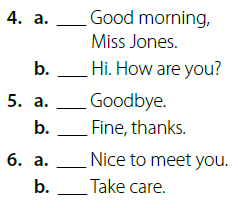 4. a. ___ Good morning,
Miss Jones.
b. ___ Hi. How are you?
5. a. ___ Goodbye.
b. ___ Fine, thanks.
6. a. ___ Nice to meet you.
b. ___ Take care.